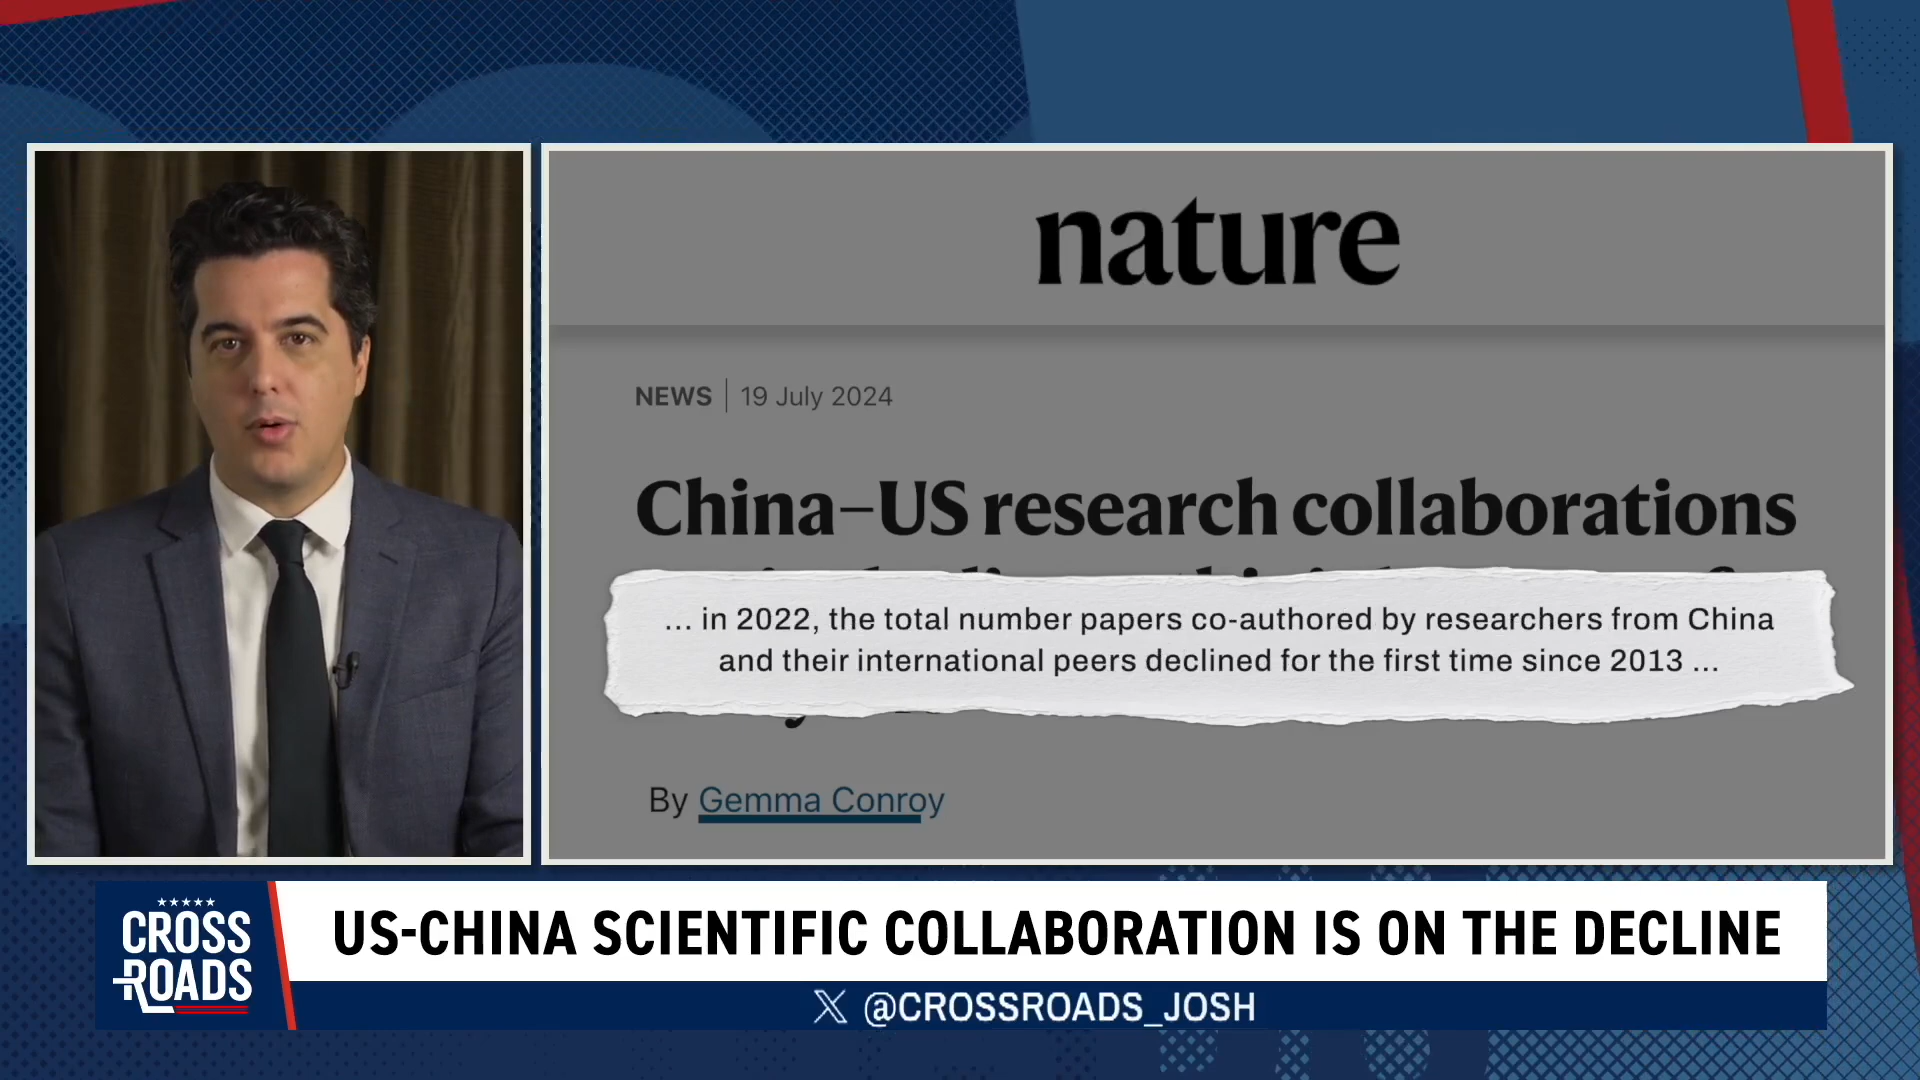 nature
NEWS | 19 July 2024
China–US research collaborations
... in 2022, the total number papers co-authored by researchers from China
and their international peers declined for the first time since 2013 ...
By Gemma Conroy
CROSS
ROADS
US-CHINA SCIENTIFIC COLLABORATION IS ON THE DECLINE
X @CROSSROADS_JOSH